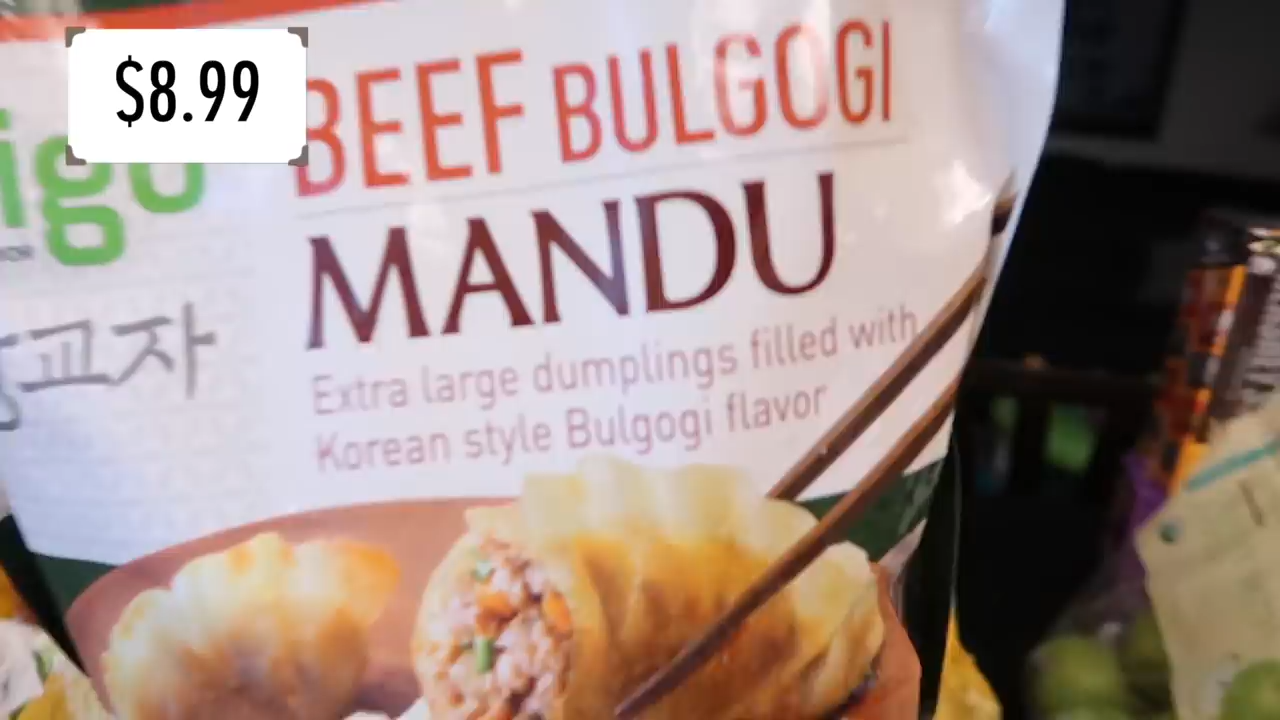 $8.99
igo
BEEF BULGOGI
MANDU
교자
Extra large dumplings filled with
Korean style Bulgogi flavor